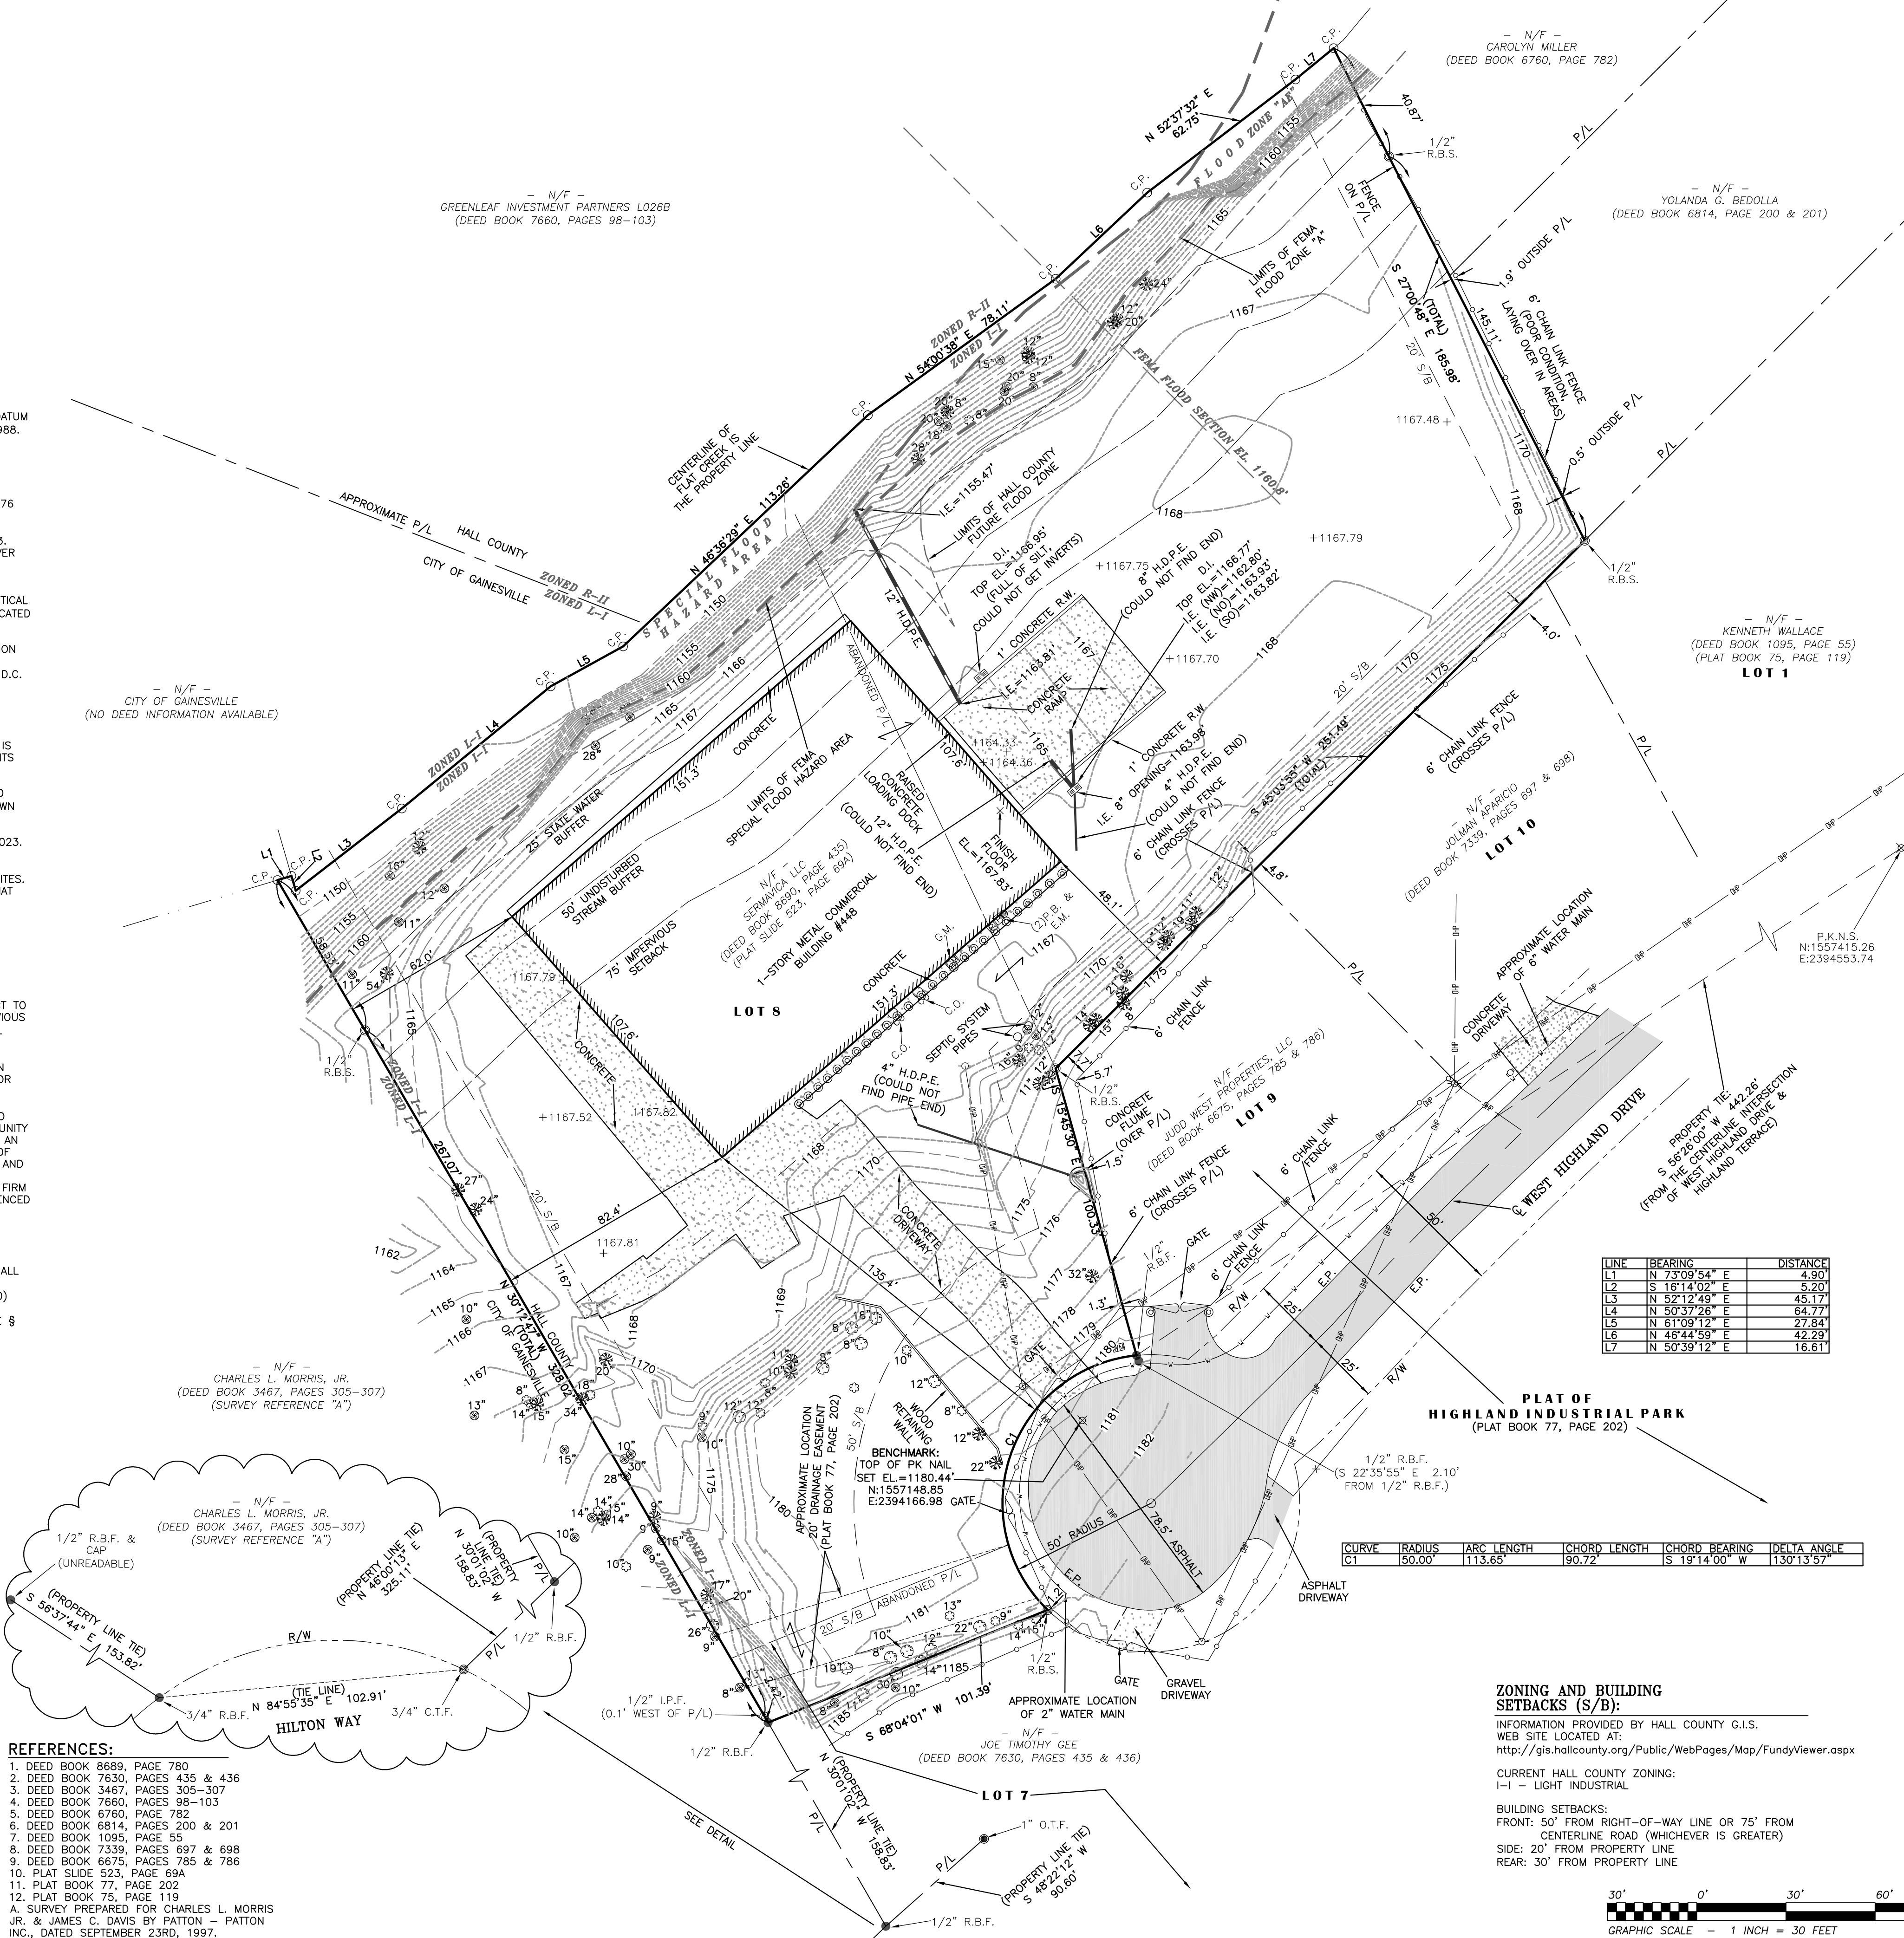 – N/F –
CAROLYN MILLER
(DEED BOOK 6760, PAGE 782)
– N/F –
GREENLEAF INVESTMENT PARTNERS L026B
(DEED BOOK 7660, PAGES 98–103)
– N/F –
YOLANDA G. BEDOLLA
(DEED BOOK 6814, PAGE 200 & 201)
– N/F –
KENNETH WALLACE
(DEED BOOK 1095, PAGE 55)
(PLAT BOOK 75, PAGE 119)
LOT 1
– N/F –
CITY OF GAINESVILLE
(NO DEED INFORMATION AVAILABLE)
C.P.
L7
N 52°37'32" E
62.75'
FLOOD ZONE "AE"
1155
1160
1165
40.87'
1/2"
R.B.S.
FENCE
ON P/L
P/L
1.9' OUTSIDE P/L
S 27°00'48" E 185.98'
(TOTAL)
20' S/B
145.11'
6' CHAIN LINK FENCE
(POOR CONDITION,
LAYING OVER IN AREAS)
0.5' OUTSIDE P/L
L6
LIMITS OF FEMA
FLOOD ZONE "A"
1167
ZONED R-II
ZONED I-I
N 54°00'38" E 78.11'
FEMA FLOOD SECTION EL. 1160.8'
1167.48
1170
1168
1167.79
1167.75
1167.70
CENTERLINE OF
FLAT CREEK IS
THE PROPERTY LINE
N 46°36'29" E 113.26'
SPECIAL FLOOD
HAZARD AREA
APPROXIMATE P/L
HALL COUNTY
CITY OF GAINESVILLE
ZONED R-II
ZONED L-I
I.E.=1155.47'
LIMITS OF HALL COUNTY
FUTURE FLOOD ZONE
12" H.D.P.E.
D.I.
TOP EL.=1166.95'
(FULL OF SILT,
COULD NOT GET INVERTS)
8" H.D.P.E.
(COULD NOT FIND END)
D.I.
TOP EL.=1166.77'
I.E. (NW)=1162.80'
I.E. (NO)=1163.93'
I.E. (SO)=1163.82'
1' CONCRETE R.W.
I.E.=1163.81'
CONCRETE
RAMP
1' CONCRETE R.W.
I.E. 8" OPENING=1163.98'
4" H.D.P.E.
(COULD NOT FIND END)
6' CHAIN LINK FENCE
(CROSSES P/L)
1164.33
1164.36
S 45°03'55" W 251.49'
(TOTAL)
4.0'
4.8'
6' CHAIN LINK FENCE
(CROSSES P/L)
– N/F –
JOLMAN APARICIO
(DEED BOOK 7339, PAGES 697 & 698)
LOT 10
L5
L4
L3
L1
ZONED L-I
ZONED I-I
25' STATE WATER
BUFFER
50' UNDISTURBED
STREAM BUFFER
75' IMPERVIOUS
SETBACK
CONCRETE
151.3'
107.6'
ABANDONED P/L
LIMITS OF FEMA
SPECIAL FLOOD HAZARD AREA
RAISED
CONCRETE
LOADING DOCK
12" H.D.P.E.
(COULD NOT FIND END)
FINISH
FLOOR
EL.=1167.83'
– N/F –
SERMAVICA LLC
(DEED BOOK 8690, PAGE 435)
(PLAT SLIDE 523, PAGE 69A)
1–STORY METAL COMMERCIAL
BUILDING #448
LOT 8
48.1'
(2)P.B. &
E.M.
G.M.
C.O.
CONCRETE
151.3'
SEPTIC SYSTEM
PIPES
4" H.D.P.E.
(COULD NOT
FIND PIPE END)
58.53'
62.0'
54"
1167.79
1167.52
1167.82
1167.81
107.6'
CONCRETE
82.4'
135.4'
CONCRETE
DRIVEWAY
267.07'
N 30°12'47" W 328.02'
(TOTAL)
HALL COUNTY
CITY OF GAINESVILLE
20' S/B
7.7'
5.7'
1/2"
R.B.S.
S 15°45'30" E 100.33'
CONCRETE
FLUME
(OVER P/L)
1.5'
6' CHAIN LINK FENCE
(CROSSES P/L)
6' CHAIN LINK
FENCE
– N/F –
JUDD WEST PROPERTIES, LLC
(DEED BOOK 6675, PAGES 785 & 786)
LOT 9
1/2"
R.B.F.
1.3'
GATE
6' CHAIN LINK
FENCE
R/W
APPROXIMATE LOCATION
OF 6" WATER MAIN
CONCRETE
DRIVEWAY
P.K.N.S.
N:1557415.26
E:2394553.74
WEST HIGHLAND DRIVE
50'
25'
25'
E.P.
PROPERTY TIE:
S 56°26'00" W 442.26'
(FROM THE CENTERLINE INTERSECTION
OF WEST HIGHLAND DRIVE &
HIGHLAND TERRACE)
LINE BEARING DISTANCE
L1 N 73°09'54" E 4.90'
L2 S 16°14'02" E 5.20'
L3 N 52°12'49" E 45.17'
L4 N 50°37'26" E 64.77'
L5 N 61°09'12" E 27.84'
L6 N 46°44'59" E 42.29'
L7 N 50°39'12" E 16.61'
PLAT OF
HIGHLAND INDUSTRIAL PARK
(PLAT BOOK 77, PAGE 202)
1/2" R.B.F.
(S 22°35'55" E 2.10'
FROM 1/2" R.B.F.)
CURVE RADIUS ARC LENGTH CHORD LENGTH CHORD BEARING DELTA ANGLE
C1 50.00' 113.65' 90.72' S 19°14'00" W 130°13'57"
– N/F –
CHARLES L. MORRIS, JR.
(DEED BOOK 3467, PAGES 305–307)
(SURVEY REFERENCE "A")
WOOD
RETAINING
WALL
BENCHMARK:
TOP OF PK NAIL
SET EL.=1180.44'
N:1557148.85
E:2394166.98
GATE
C1
50' RADIUS
78.5' ASPHALT
APPROXIMATE LOCATION
20' DRAINAGE EASEMENT
(PLAT BOOK 77, PAGE 202)
50' S/B
20' S/B
ABANDONED P/L
ASPHALT
DRIVEWAY
GRAVEL
DRIVEWAY
GATE
1/2"
R.B.S.
APPROXIMATE LOCATION
OF 2" WATER MAIN
S 68°04'01" W 101.39'
1/2" I.P.F.
(0.1' WEST OF P/L)
1/2" R.B.F.
2.42'
– N/F –
JOE TIMOTHY GEE
(DEED BOOK 7630, PAGES 435 & 436)
LOT 7
(PROPERTY LINE TIE)
N 30°01'02" W 158.83'
P/L
1" O.T.F.
(PROPERTY LINE TIE)
S 48°22'12" W
90.60'
1/2" R.B.F.
SEE DETAIL
– N/F –
CHARLES L. MORRIS, JR.
(DEED BOOK 3467, PAGES 305–307)
(SURVEY REFERENCE "A")
1/2" R.B.F. &
CAP
(UNREADABLE)
(PROPERTY LINE TIE)
S 56°37'44" E 153.82'
(PROPERTY LINE TIE)
N 46°00'13" E
325.11'
(PROPERTY
LINE TIE)
N 30°01'02" W
158.83'
P/L
1/2" R.B.F.
R/W
(TIE LINE)
N 84°55'35" E 102.91'
3/4" R.B.F.
3/4" C.T.F.
HILTON WAY
REFERENCES:
1. DEED BOOK 8689, PAGE 780
2. DEED BOOK 7630, PAGES 435 & 436
3. DEED BOOK 3467, PAGES 305–307
4. DEED BOOK 7660, PAGES 98–103
5. DEED BOOK 6760, PAGE 782
6. DEED BOOK 6814, PAGES 200 & 201
7. DEED BOOK 1095, PAGE 55
8. DEED BOOK 7339, PAGES 697 & 698
9. DEED BOOK 6675, PAGES 785 & 786
10. PLAT SLIDE 523, PAGE 69A
11. PLAT BOOK 77, PAGE 202
12. PLAT BOOK 75, PAGE 119
A. SURVEY PREPARED FOR CHARLES L. MORRIS
JR. & JAMES C. DAVIS BY PATTON – PATTON
INC., DATED SEPTEMBER 23RD, 1997.
ZONING AND BUILDING
SETBACKS (S/B):
INFORMATION PROVIDED BY HALL COUNTY G.I.S.
WEB SITE LOCATED AT:
http://gis.hallcounty.org/Public/WebPages/Map/FundyViewer.aspx
CURRENT HALL COUNTY ZONING:
I–I – LIGHT INDUSTRIAL
BUILDING SETBACKS:
FRONT: 50' FROM RIGHT–OF–WAY LINE OR 75' FROM
CENTERLINE ROAD (WHICHEVER IS GREATER)
SIDE: 20' FROM PROPERTY LINE
REAR: 30' FROM PROPERTY LINE
30' 0' 30' 60'
GRAPHIC SCALE – 1 INCH = 30 FEET